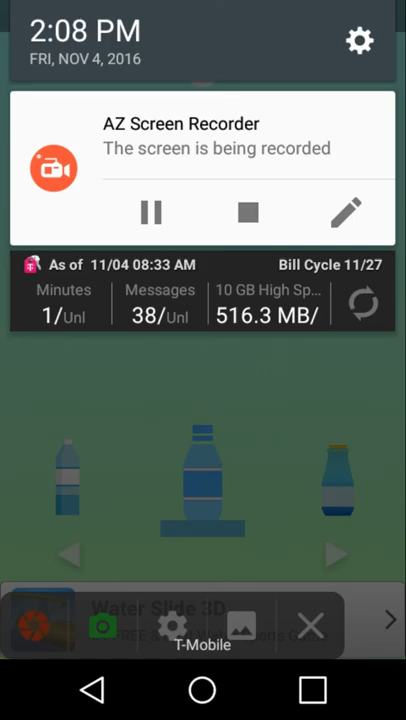 2:08 PM
FRI, NOV 4, 2016
AZ Screen Recorder
The screen is being recorded
As of 11/04 08:33 AM Bill Cycle 11/27
Minutes Messages 10 GB High Sp...
1/Unl 38/Unl 516.3 MB/
Water Slide 3D
FREE
T-Mobile